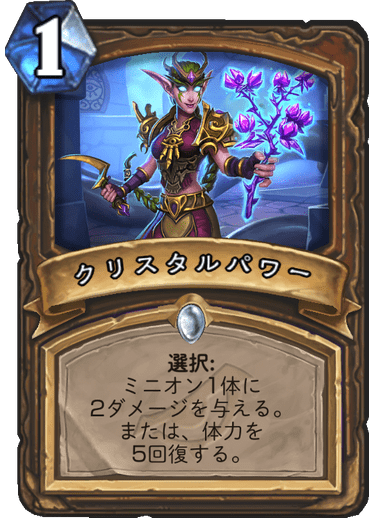 1
クリスタルパワー
選択:
ミニオン1体に
2ダメージを与える。
または、体力を
5回復する。